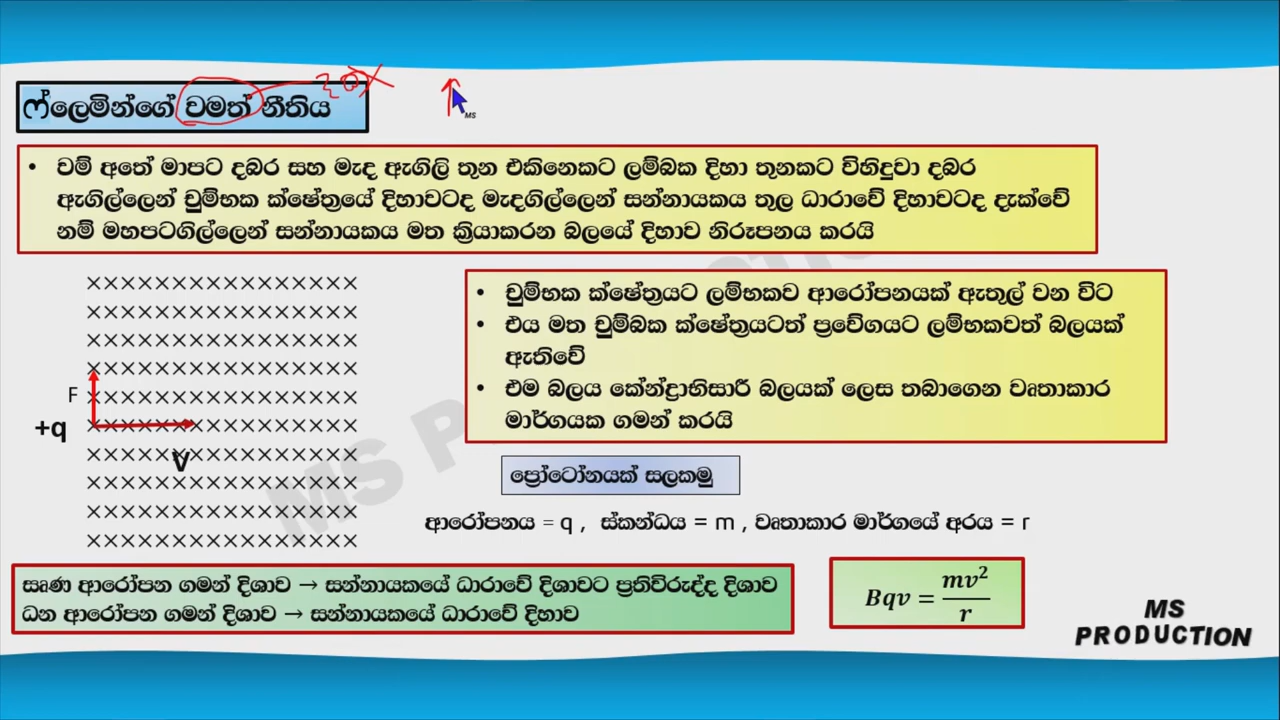 ෆ්ලෙමින්ගේ වමත් නීතිය
MS
• වම් අතේ මාපට දබර සහ මැද ඇගිලි තුන එකිනෙකට ලම්බක දිහා තුනකට විහිදුවා දබර
ඇගිල්ලෙන් චුම්භක ක්ෂේත්‍රයේ දිහාවටද මැදගිල්ලෙන් සන්නායකය තුල ධාරාවේ දිහාවටද දැක්වේ
නම් මහපටගිල්ලෙන් සන්නායකය මත ක්‍රියාකරන බලයේ දිහාව නිරූපනය කරයි
• චුම්භක ක්ෂේත්‍රයට ලම්භකව ආරෝපනයක් ඇතුල් වන විට
• එය මත චුම්බක ක්ෂේත්‍රයටත් ප්‍රවේගයට ලම්භකවත් බලයක්
ඇතිවේ
• එම බලය කේන්ද්‍රාභිසාරී බලයක් ලෙස තබාගෙන වෘතාකාර
මාර්ගයක ගමන් කරයි
F
+q
V
ප්‍රෝටෝනයක් සලකමු
ආරෝපනය = q , ස්කන්ධය = m , වෘතාකාර මාර්ගයේ අරය = r
සෘණ ආරෝපන ගමන් දිශාව → සන්නායකයේ ධාරාවේ දිශාවට ප්‍රතිවිරුද්ද දිශාව
ධන ආරෝපන ගමන් දිශාව → සන්නායකයේ ධාරාවේ දිහාව
Bqv = mv²/r
MS
PRODUCTION